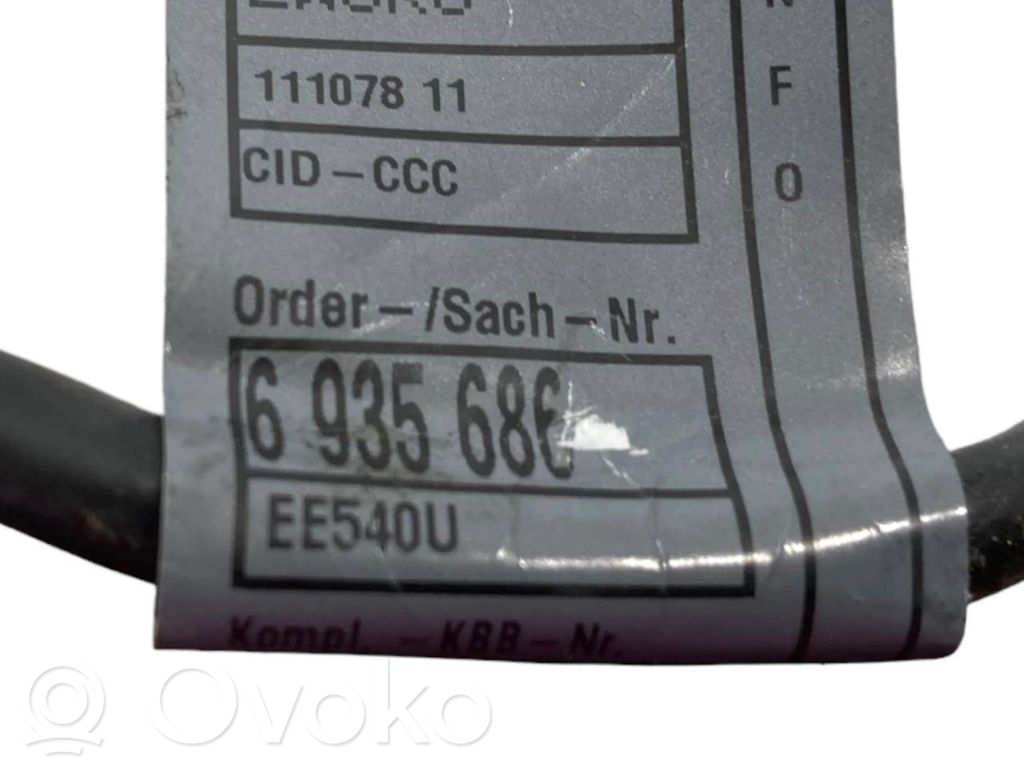 111078 11
CID-CCC
N
F
O
Order-/Sach-Nr.
6 935 686
EE540U
Kompl. -KBB-Nr.
Ovoko